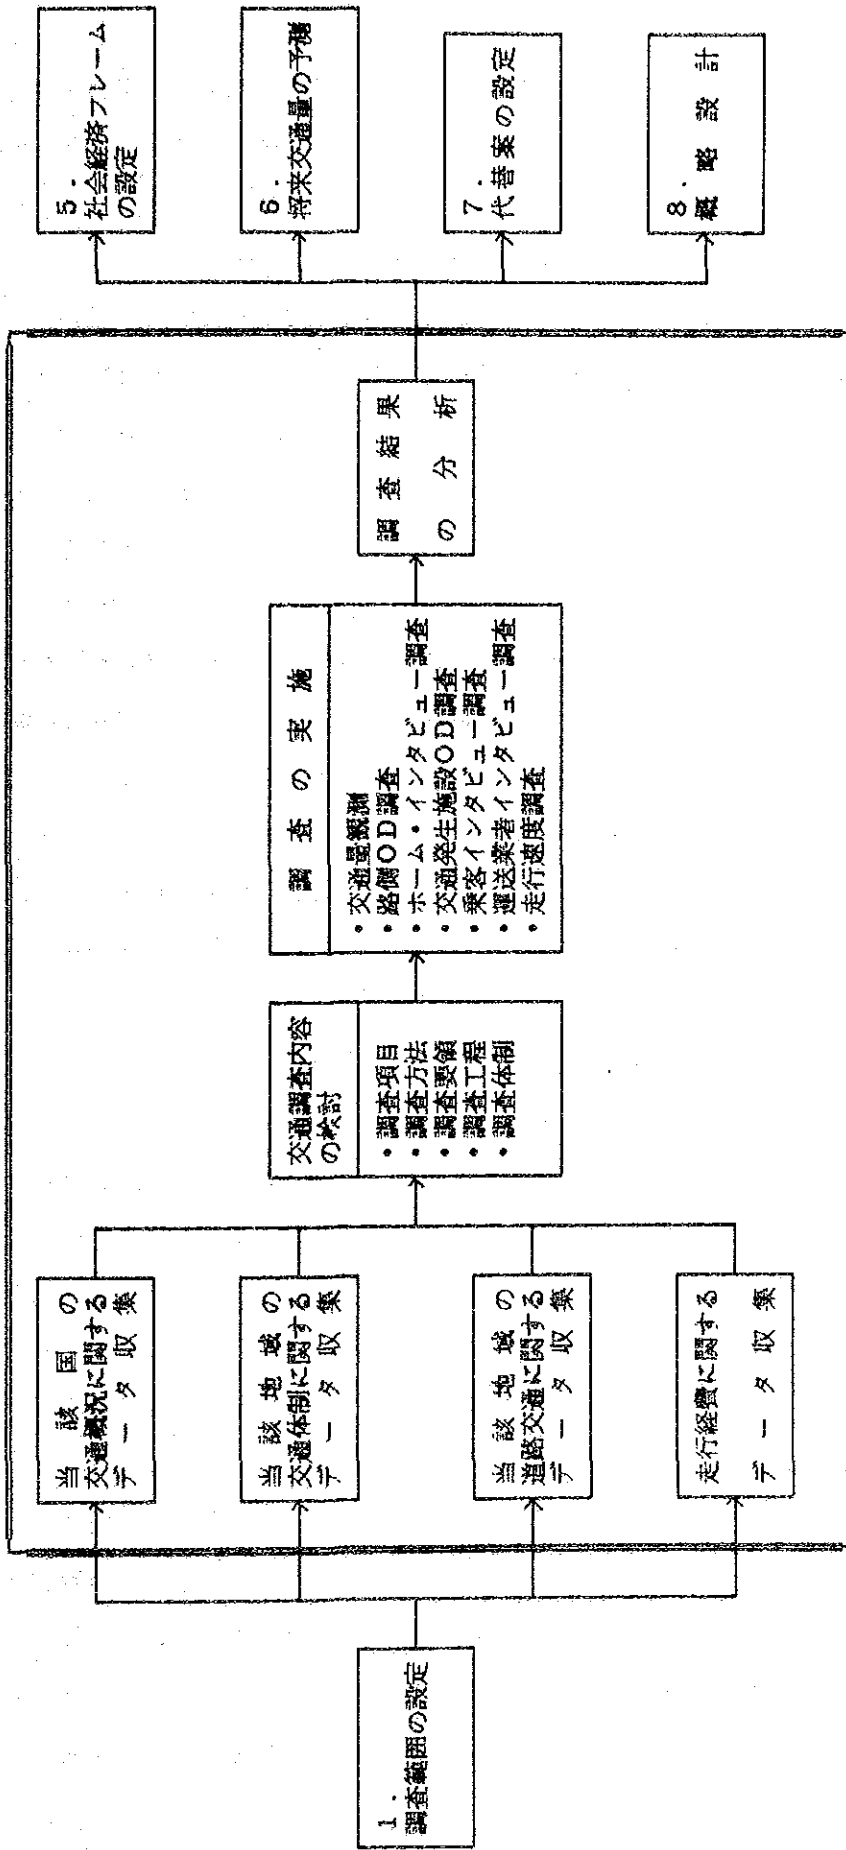 1.
調査範囲の設定
当該国の
交通概況に関する
データ収集
当該地域の
交通体制に関する
データ収集
当該地域の
道路交通に関する
データ収集
走行経費に関する
データ収集
交通調査内容
の検討
・調査項目
・調査方法
・調査要領
・調査工程
・調査体制
調査の実施
・交通量観測
・路側OD調査
・ホーム・インタビュー調査
・交通発生施設OD調査
・乗客インタビュー調査
・運送業者インタビュー調査
・走行速度調査
調査結果
の分析
5.
社会経済フレーム
の設定
6.
将来交通量の予測
7.
代替案の設定
8.
概略設計